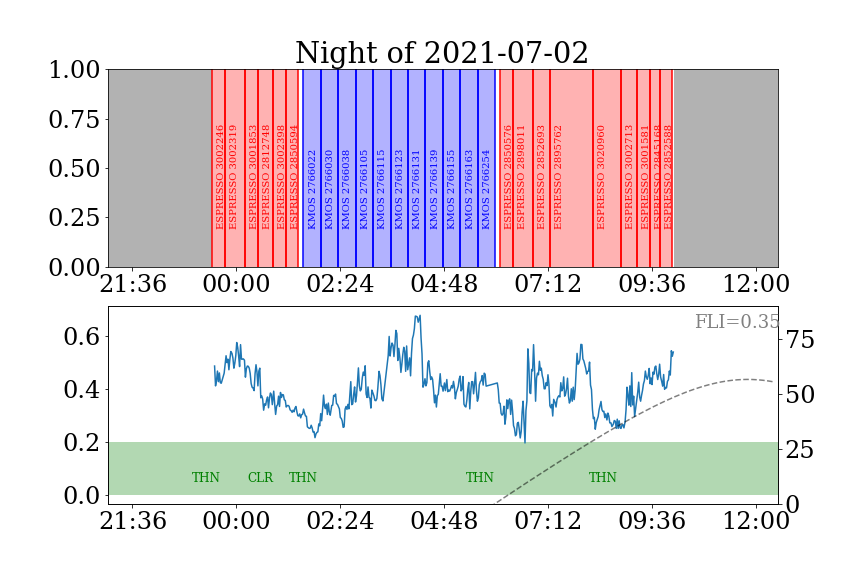 Night of 2021-07-02
1.00
0.75
0.50
0.25
0.00
ESPRESSO 3002246
ESPRESSO 3002319
ESPRESSO 3001853
ESPRESSO 2812748
ESPRESSO 3002398
ESPRESSO 2850594
KMOS 2766022
KMOS 2766030
KMOS 2766038
KMOS 2766105
KMOS 2766115
KMOS 2766123
KMOS 2766131
KMOS 2766139
KMOS 2766155
KMOS 2766163
KMOS 2766254
ESPRESSO 2850576
ESPRESSO 2898011
ESPRESSO 2852693
ESPRESSO 2895762
ESPRESSO 3020960
ESPRESSO 3002713
ESPRESSO 3001581
ESPRESSO 2845168
ESPRESSO 2852588
21:36 00:00 02:24 04:48 07:12 09:36 12:00
FLI=0.35
0.6
0.4
0.2
0.0
75
50
25
0
THN CLR THN THN THN
21:36 00:00 02:24 04:48 07:12 09:36 12:00